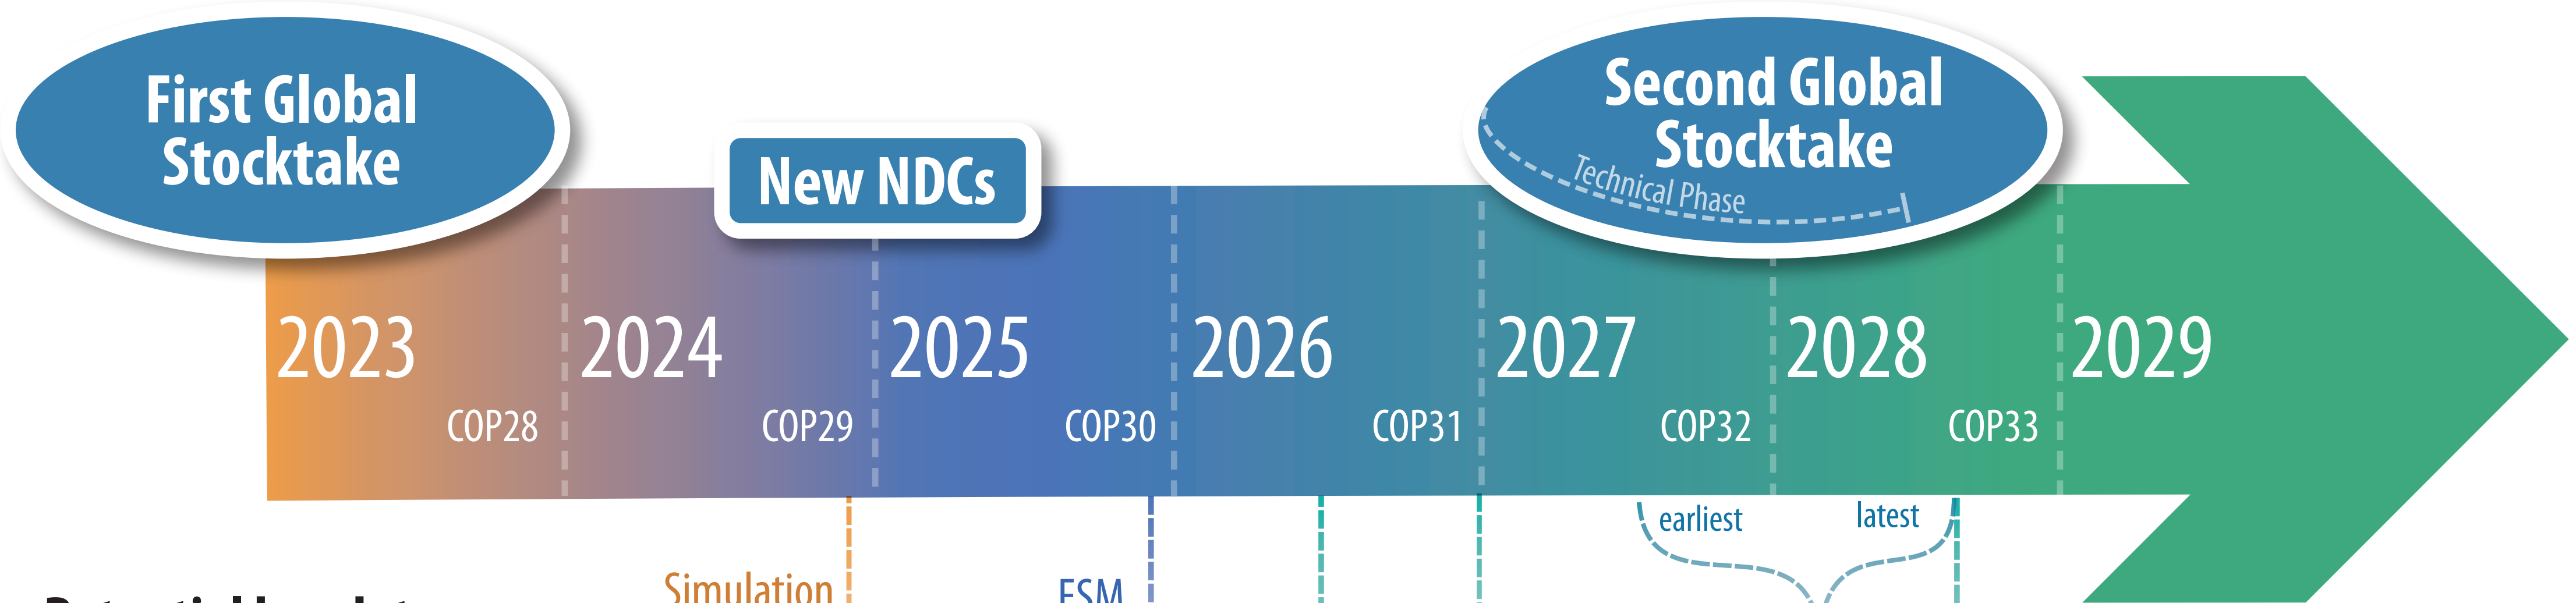 First Global
Stocktake
New NDCs
Second Global
Stocktake
Technical Phase
2023
2024
2025
2026
2027
2028
2029
COP28
COP29
COP30
COP31
COP32
COP33
earliest
latest
Simulation
ESM